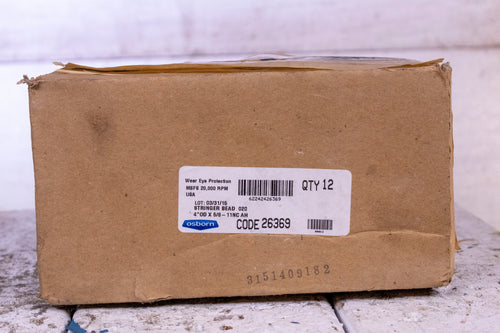 Wear Eye Protection
MSFS 20,000 RPM
USA
62242426369
QTY 12
LOT: 03/31/15
STRINGER BEAD .020
4"OD X 5/8-11NC AH
osborn
CODE 26369
3151409182